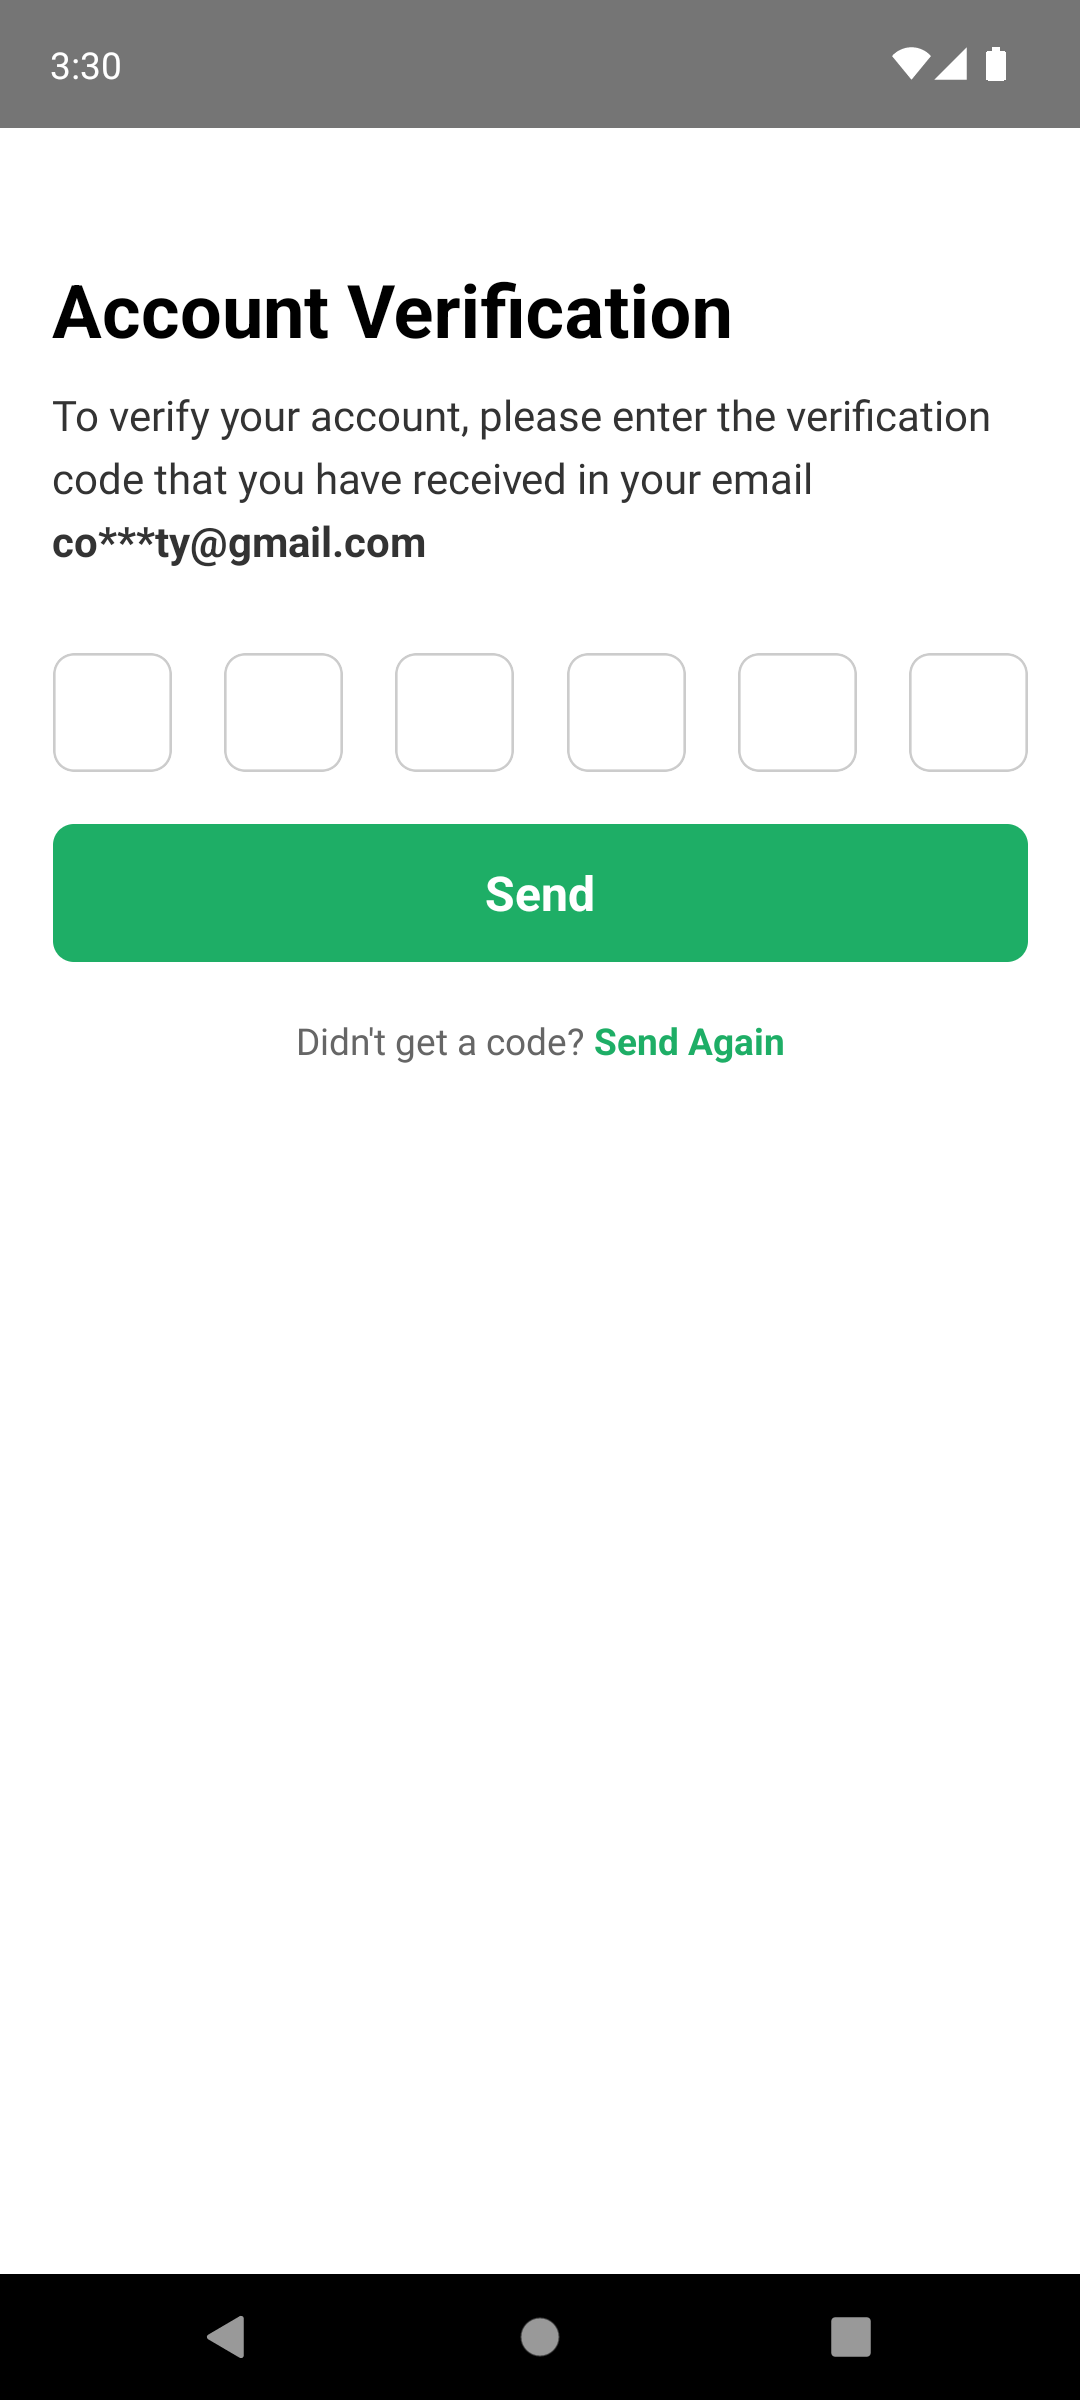 3:30
Account Verification
To verify your account, please enter the verification
code that you have received in your email
co***ty@gmail.com
Send
Didn't get a code? Send Again